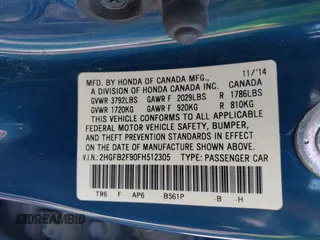 MFD. BY HONDA OF CANADA MFG., CANADA 11/'14
A DIVISION OF HONDA CANADA INC.
GVWR 3792LBS GAWR F 2029LBS R 1786LBS
GVWR 1720KG GAWR F 920KG R 810KG
THIS VEHICLE CONFORMS TO ALL APPLICABLE
FEDERAL MOTOR VEHICLE SAFETY, BUMPER,
AND THEFT PREVENTION STANDARDS IN EFFECT
ON THE DATE OF MANUFACTURE SHOWN ABOVE.
V.I.N: 2HGFB2F90FH512305 TYPE: PASSENGER CAR
TR6 F AP6 -B561P -B -H
DREAMBID